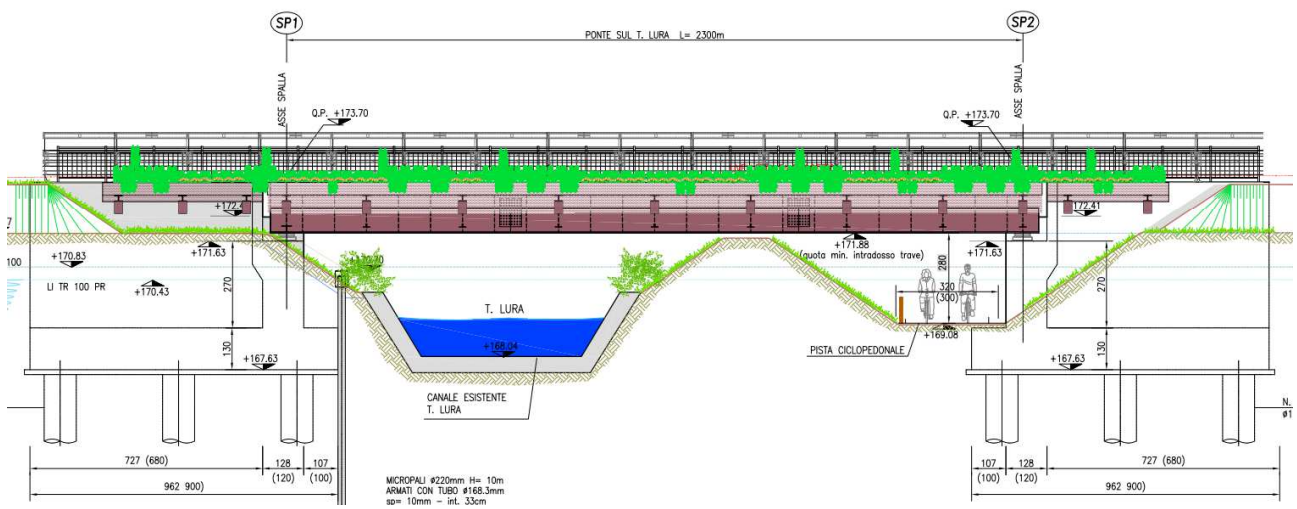 SP1
SP2
PONTE SUL T. LURA L= 2300m
ASSE SPALLA
ASSE SPALLA
Q.P. +173.70
Q.P. +173.70
+172.4
172.41
+171.63
+171.88
(quota min. intradosso trave)
+171.63
+170.83
100
LI TR 100 PR
+170.43
270
280
320
(300)
270
T. LURA
+168.04
+169.08
PISTA CICLOPEDONALE
130
130
+167.63
+167.63
CANALE ESISTENTE
T. LURA
N.
ø1
727 (680)
128
(120)
107
(100)
107
(100)
128
(120)
727 (680)
962 900)
962 900)
MICROPALI ø220mm H= 10m
ARMATI CON TUBO ø168.3mm
sp= 10mm – int. 33cm